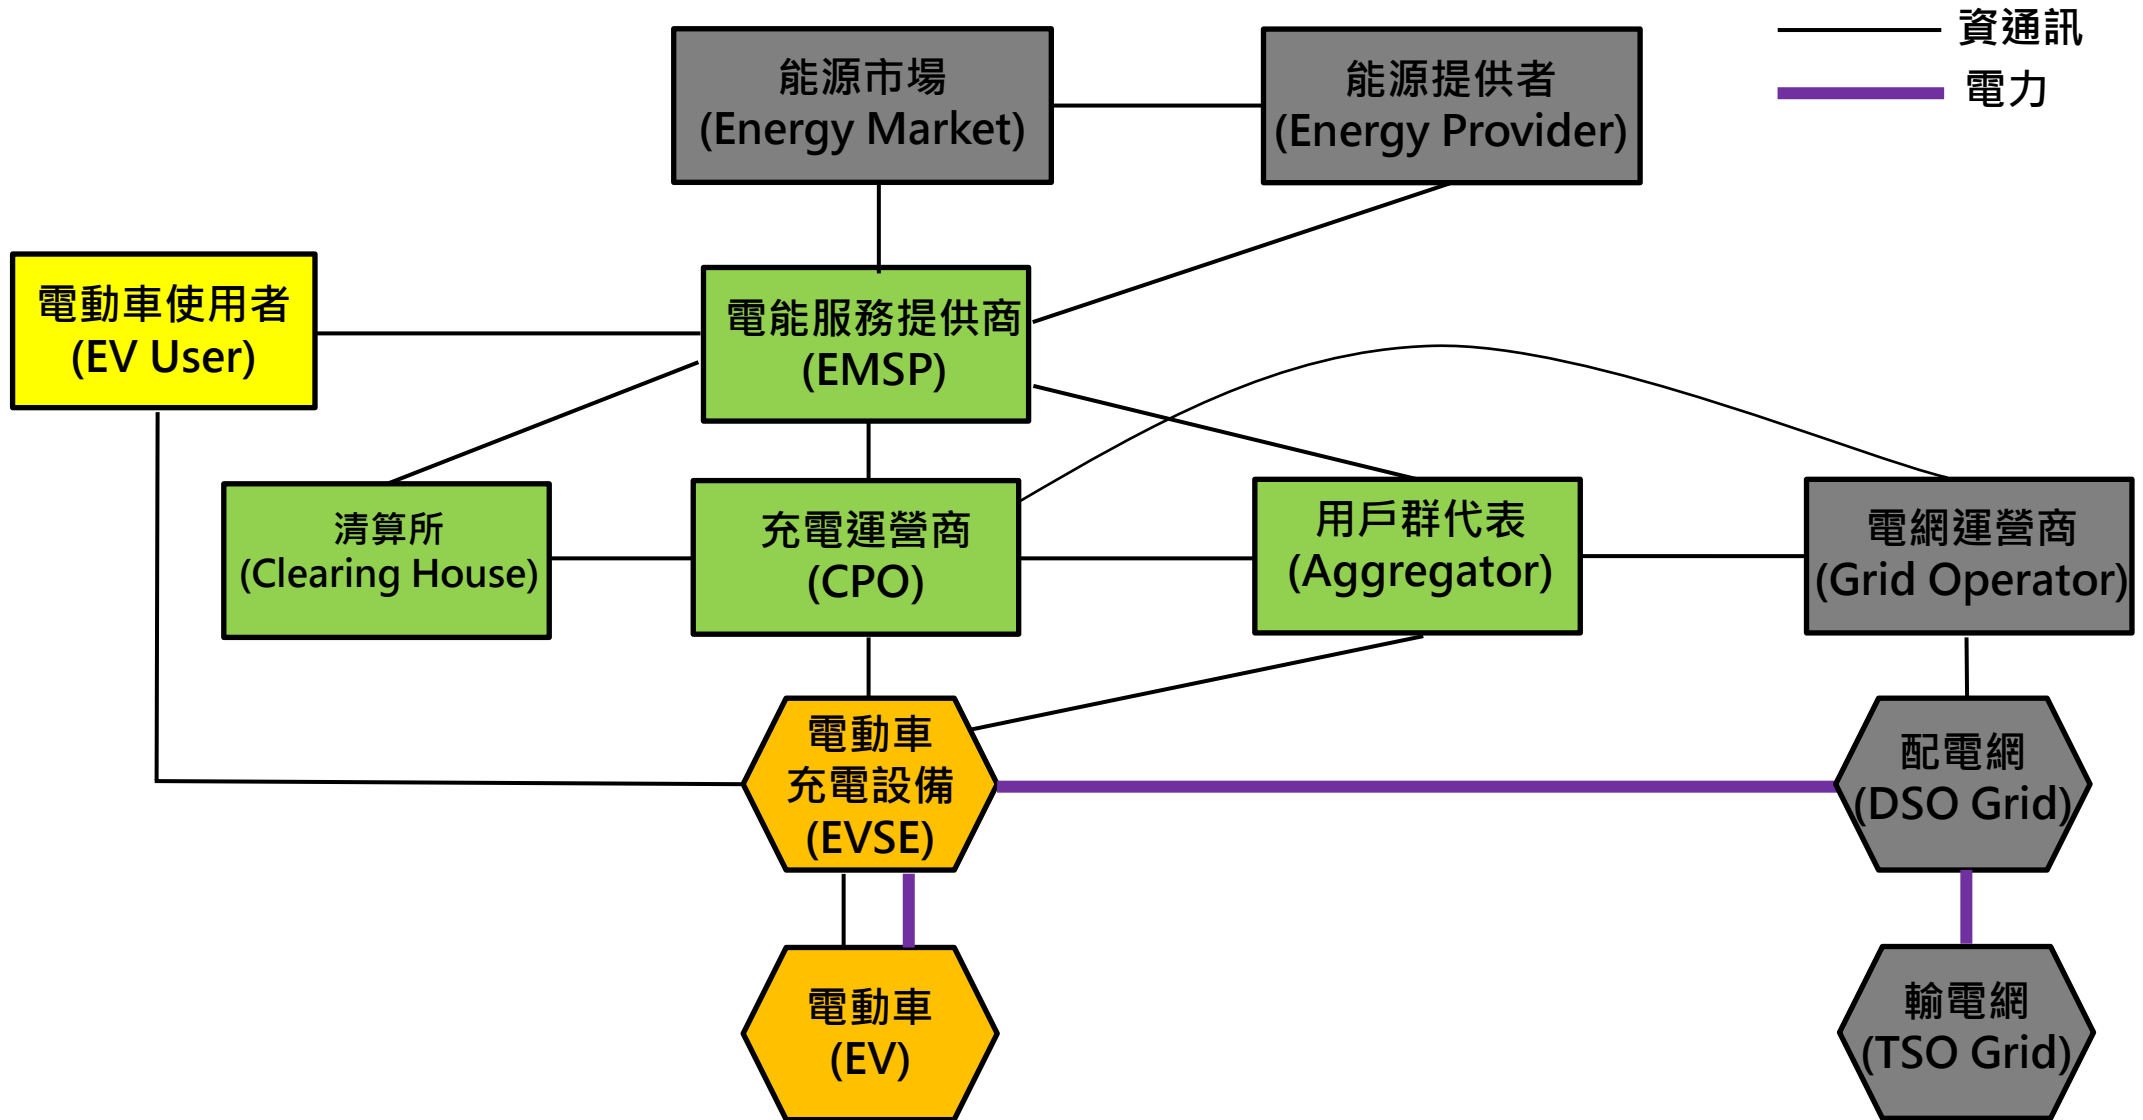 資通訊
電力
能源市場
(Energy Market)
能源提供者
(Energy Provider)
電動車使用者
(EV User)
電能服務提供商
(EMSP)
清算所
(Clearing House)
充電運營商
(CPO)
用戶群代表
(Aggregator)
電網運營商
(Grid Operator)
電動車
充電設備
(EVSE)
配電網
(DSO Grid)
電動車
(EV)
輸電網
(TSO Grid)